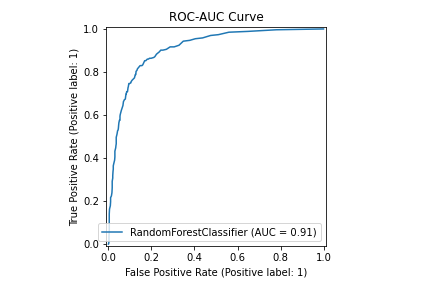 ROC-AUC Curve
True Positive Rate (Positive label: 1)
1.0
0.8
0.6
0.4
0.2
0.0
RandomForestClassifier (AUC = 0.91)
0.0 0.2 0.4 0.6 0.8 1.0
False Positive Rate (Positive label: 1)